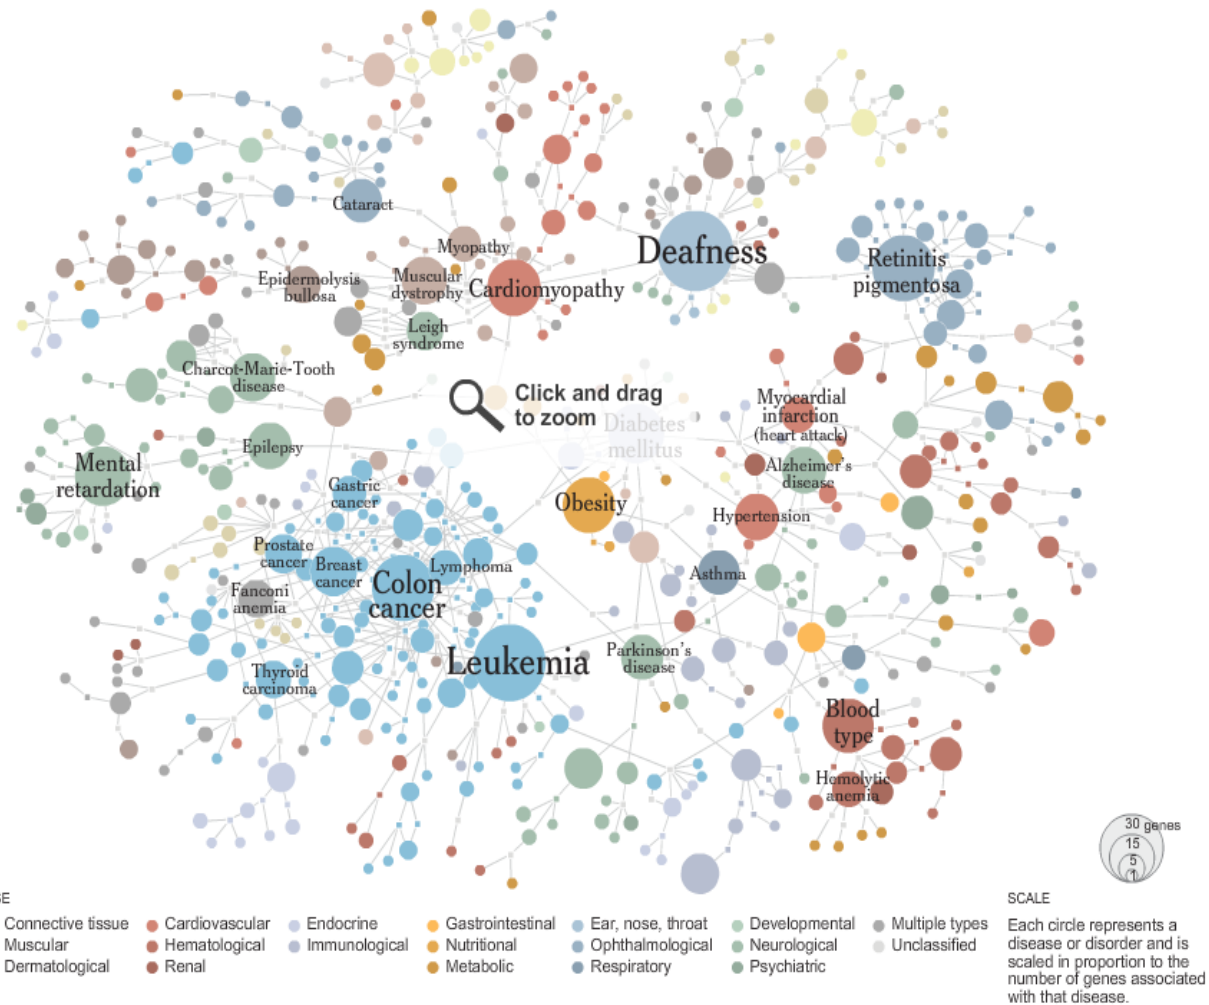 Cataract
Deafness
Myopathy
Retinitis
pigmentosa
Epidermolysis
bullosa
Muscular
dystrophy
Cardiomyopathy
Leigh
syndrome
Charcot-Marie-Tooth
disease
Click and drag
to zoom
Myocardial
infarction
(heart attack)
Diabetes
mellitus
Epilepsy
Mental
retardation
Alzheimer's
disease
Gastric
cancer
Obesity
Hypertension
Prostate
cancer
Breast
cancer
Lymphoma
Colon
cancer
Asthma
Fanconi
anemia
Leukemia
Parkinson's
disease
Thyroid
carcinoma
Blood
type
Hemolytic
anemia
30 genes
15
5
1
SE
Connective tissue
Muscular
Dermatological
Cardiovascular
Hematological
Renal
Endocrine
Immunological
Gastrointestinal
Nutritional
Metabolic
Ear, nose, throat
Ophthalmological
Respiratory
Developmental
Neurological
Psychiatric
Multiple types
Unclassified
SCALE
Each circle represents a
disease or disorder and is
scaled in proportion to the
number of genes associated
with that disease.